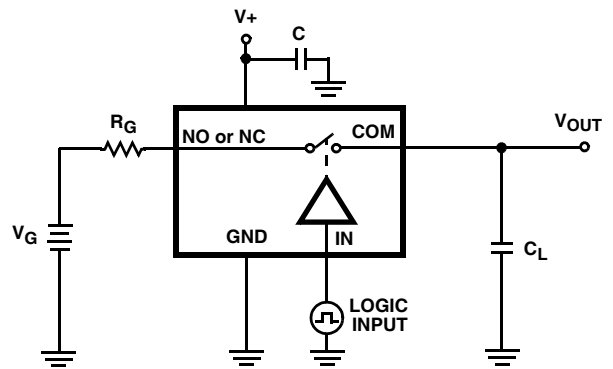 V+
C
RG
NO or NC
COM
VOUT
VG
GND
IN
CL
LOGIC
INPUT